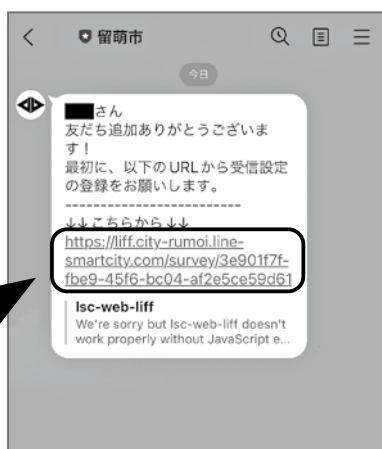 留萌市
今日
さん
友だち追加ありがとうございま
す！
最初に、以下のURLから受信設定
の登録をお願いします。
------------------------
↓↓こちらから↓↓
https://liff.city-rumoi.line-
smartcity.com/survey/3e901f7f-
fbe9-45f6-bc04-af2e5ce59d61
lsc-web-liff
We're sorry but lsc-web-liff doesn't
work properly without JavaScript e...